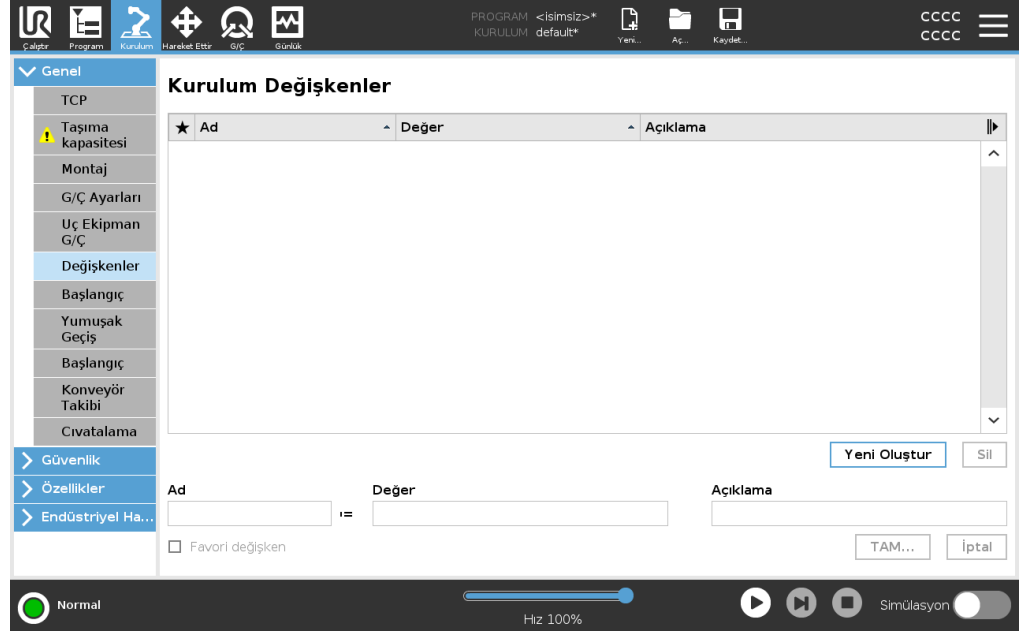 PROGRAM <isimsiz>*
KURULUM default*
CCCC
CCCC
Çalıştır
Program
Kurulum
Hareket Ettir
G/Ç
Günlük
Yeni...
Aç...
Kaydet...
Genel
TCP
Taşıma
kapasitesi
Montaj
G/Ç Ayarları
Uç Ekipman
G/Ç
Değişkenler
Başlangıç
Yumuşak
Geçiş
Başlangıç
Konveyör
Takibi
Cıvatalama
Güvenlik
Özellikler
Endüstriyel Ha...
Kurulum Değişkenler
Ad
Değer
Açıklama
Yeni Oluştur
Sil
Ad
Değer
Açıklama
:=
Favori değişken
TAM...
İptal
Normal
Hız 100%
Simülasyon